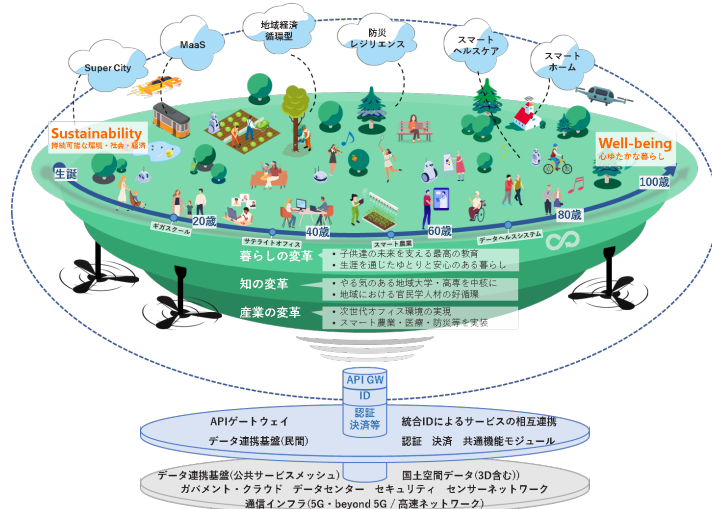 Super City
MaaS
地域経済
循環型
防災
レジリエンス
スマート
ヘルスケア
スマート
ホーム
Sustainability
持続可能な環境・社会・経済
Well-being
心ゆたかな暮らし
生誕
20歳
40歳
60歳
80歳
100歳
ギガスクール
サテライトオフィス
スマート農業
データヘルスシステム
暮らしの変革
• 子供達の未来を支える最高の教育
• 生涯を通じたゆとりと安心のある暮らし
知の変革
• やる気のある地域大学・高専を中核に
• 地域における官民学人材の好循環
産業の変革
• 次世代オフィス環境の実現
• スマート農業・医療・防災等を実装
API GW
ID
認証
決済等
APIゲートウェイ
統合IDによるサービスの相互連携
データ連携基盤(民間)
認証　決済　共通機能モジュール
データ連携基盤(公共サービスメッシュ)
国土空間データ(3D含む))
ガバメント・クラウド　データセンター　セキュリティ　センサーネットワーク
通信インフラ(5G・beyond 5G / 高速ネットワーク)